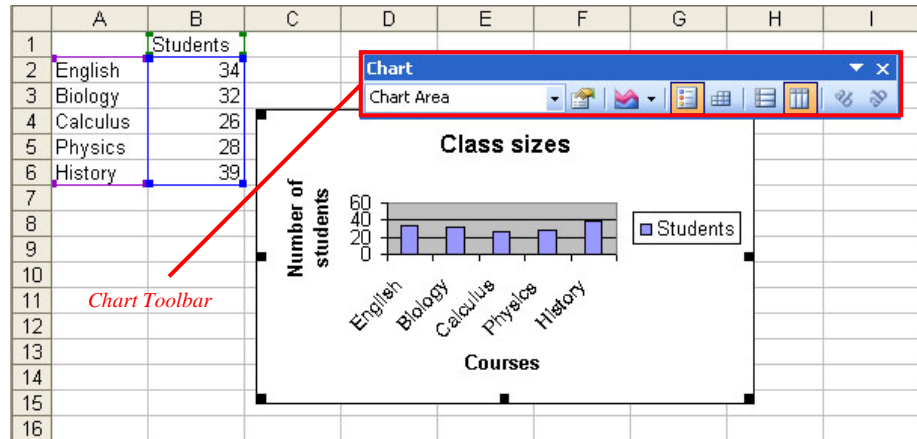 A B C D E F G H I
1 Students
2 English 34
3 Biology 32
4 Calculus 26
5 Physics 28
6 History 39
7
8
9
10
11
12
13
14
15
16
Chart
Chart Area
Class sizes
Number of
students
60
40
20
0
English Biology Calculus Physics History
Courses
Students
Chart Toolbar